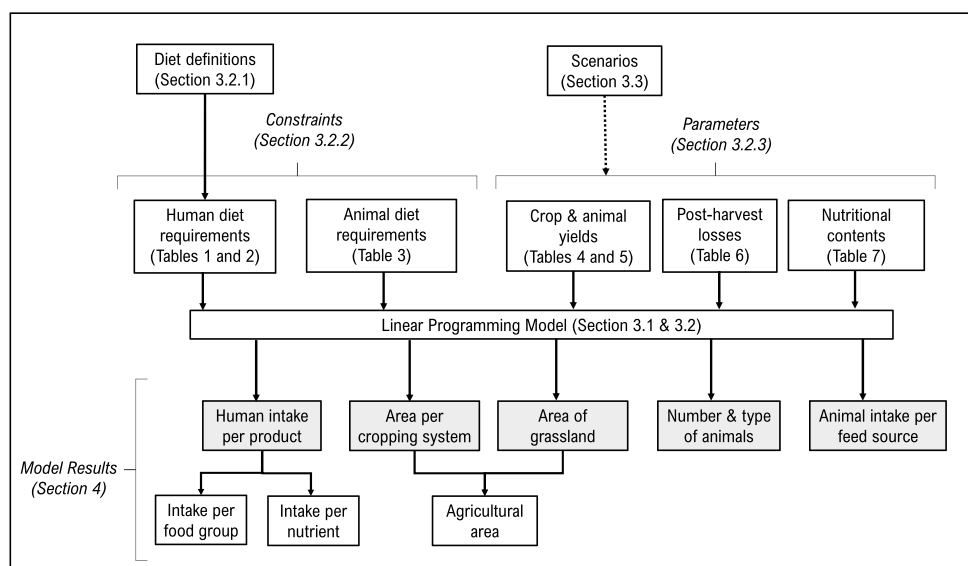 Diet definitions
(Section 3.2.1)
Scenarios
(Section 3.3)
Constraints
(Section 3.2.2)
Parameters
(Section 3.2.3)
Human diet
requirements
(Tables 1 and 2)
Animal diet
requirements
(Table 3)
Crop & animal
yields
(Tables 4 and 5)
Post-harvest
losses
(Table 6)
Nutritional
contents
(Table 7)
Linear Programming Model (Section 3.1 & 3.2)
Human intake
per product
Area per
cropping system
Area of
grassland
Number & type
of animals
Animal intake per
feed source
Model Results
(Section 4)
Intake per
food group
Intake per
nutrient
Agricultural
area